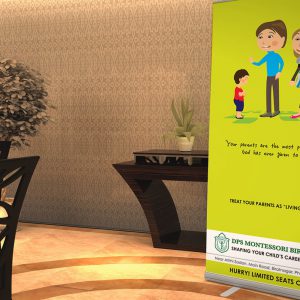 "Your parents are the most p
God has ever given to
TREAT YOUR PARENTS AS "LIVING
DPS MONTESSORI BIR
SHAPING YOUR CHILD'S CAREER
HURRY! LIMITED SEATS O